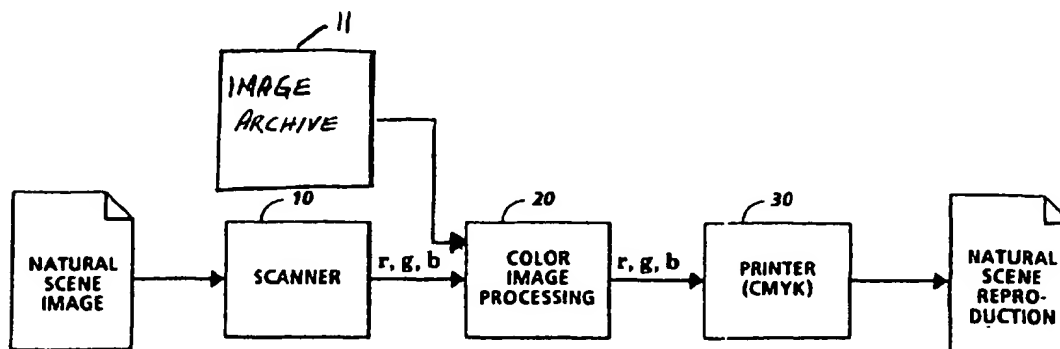 11
IMAGE
ARCHIVE
10
20
30
NATURAL
SCENE
IMAGE
SCANNER
r, g, b
COLOR
IMAGE
PROCESSING
r, g, b
PRINTER
(CMYK)
NATURAL
SCENE
REPRO-
DUCTION